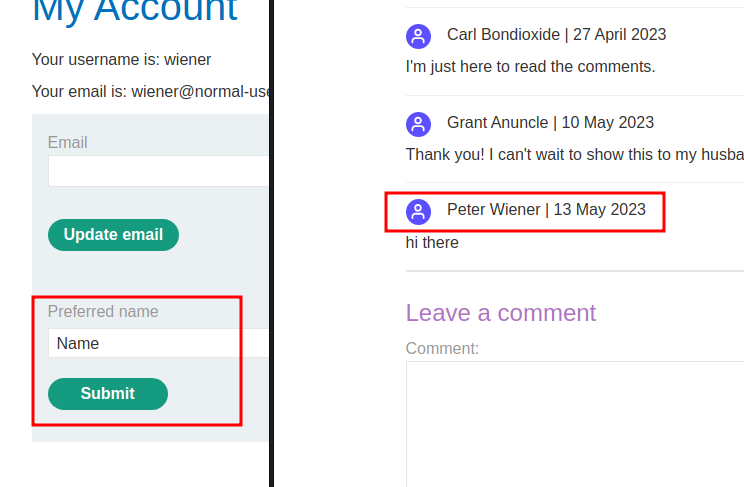 My Account
Your username is: wiener
Your email is: wiener@normal-use
Email
Update email
Preferred name
Name
Submit
Carl Bondioxide | 27 April 2023
I'm just here to read the comments.
Grant Anuncle | 10 May 2023
Thank you! I can't wait to show this to my husba
Peter Wiener | 13 May 2023
hi there
Leave a comment
Comment: